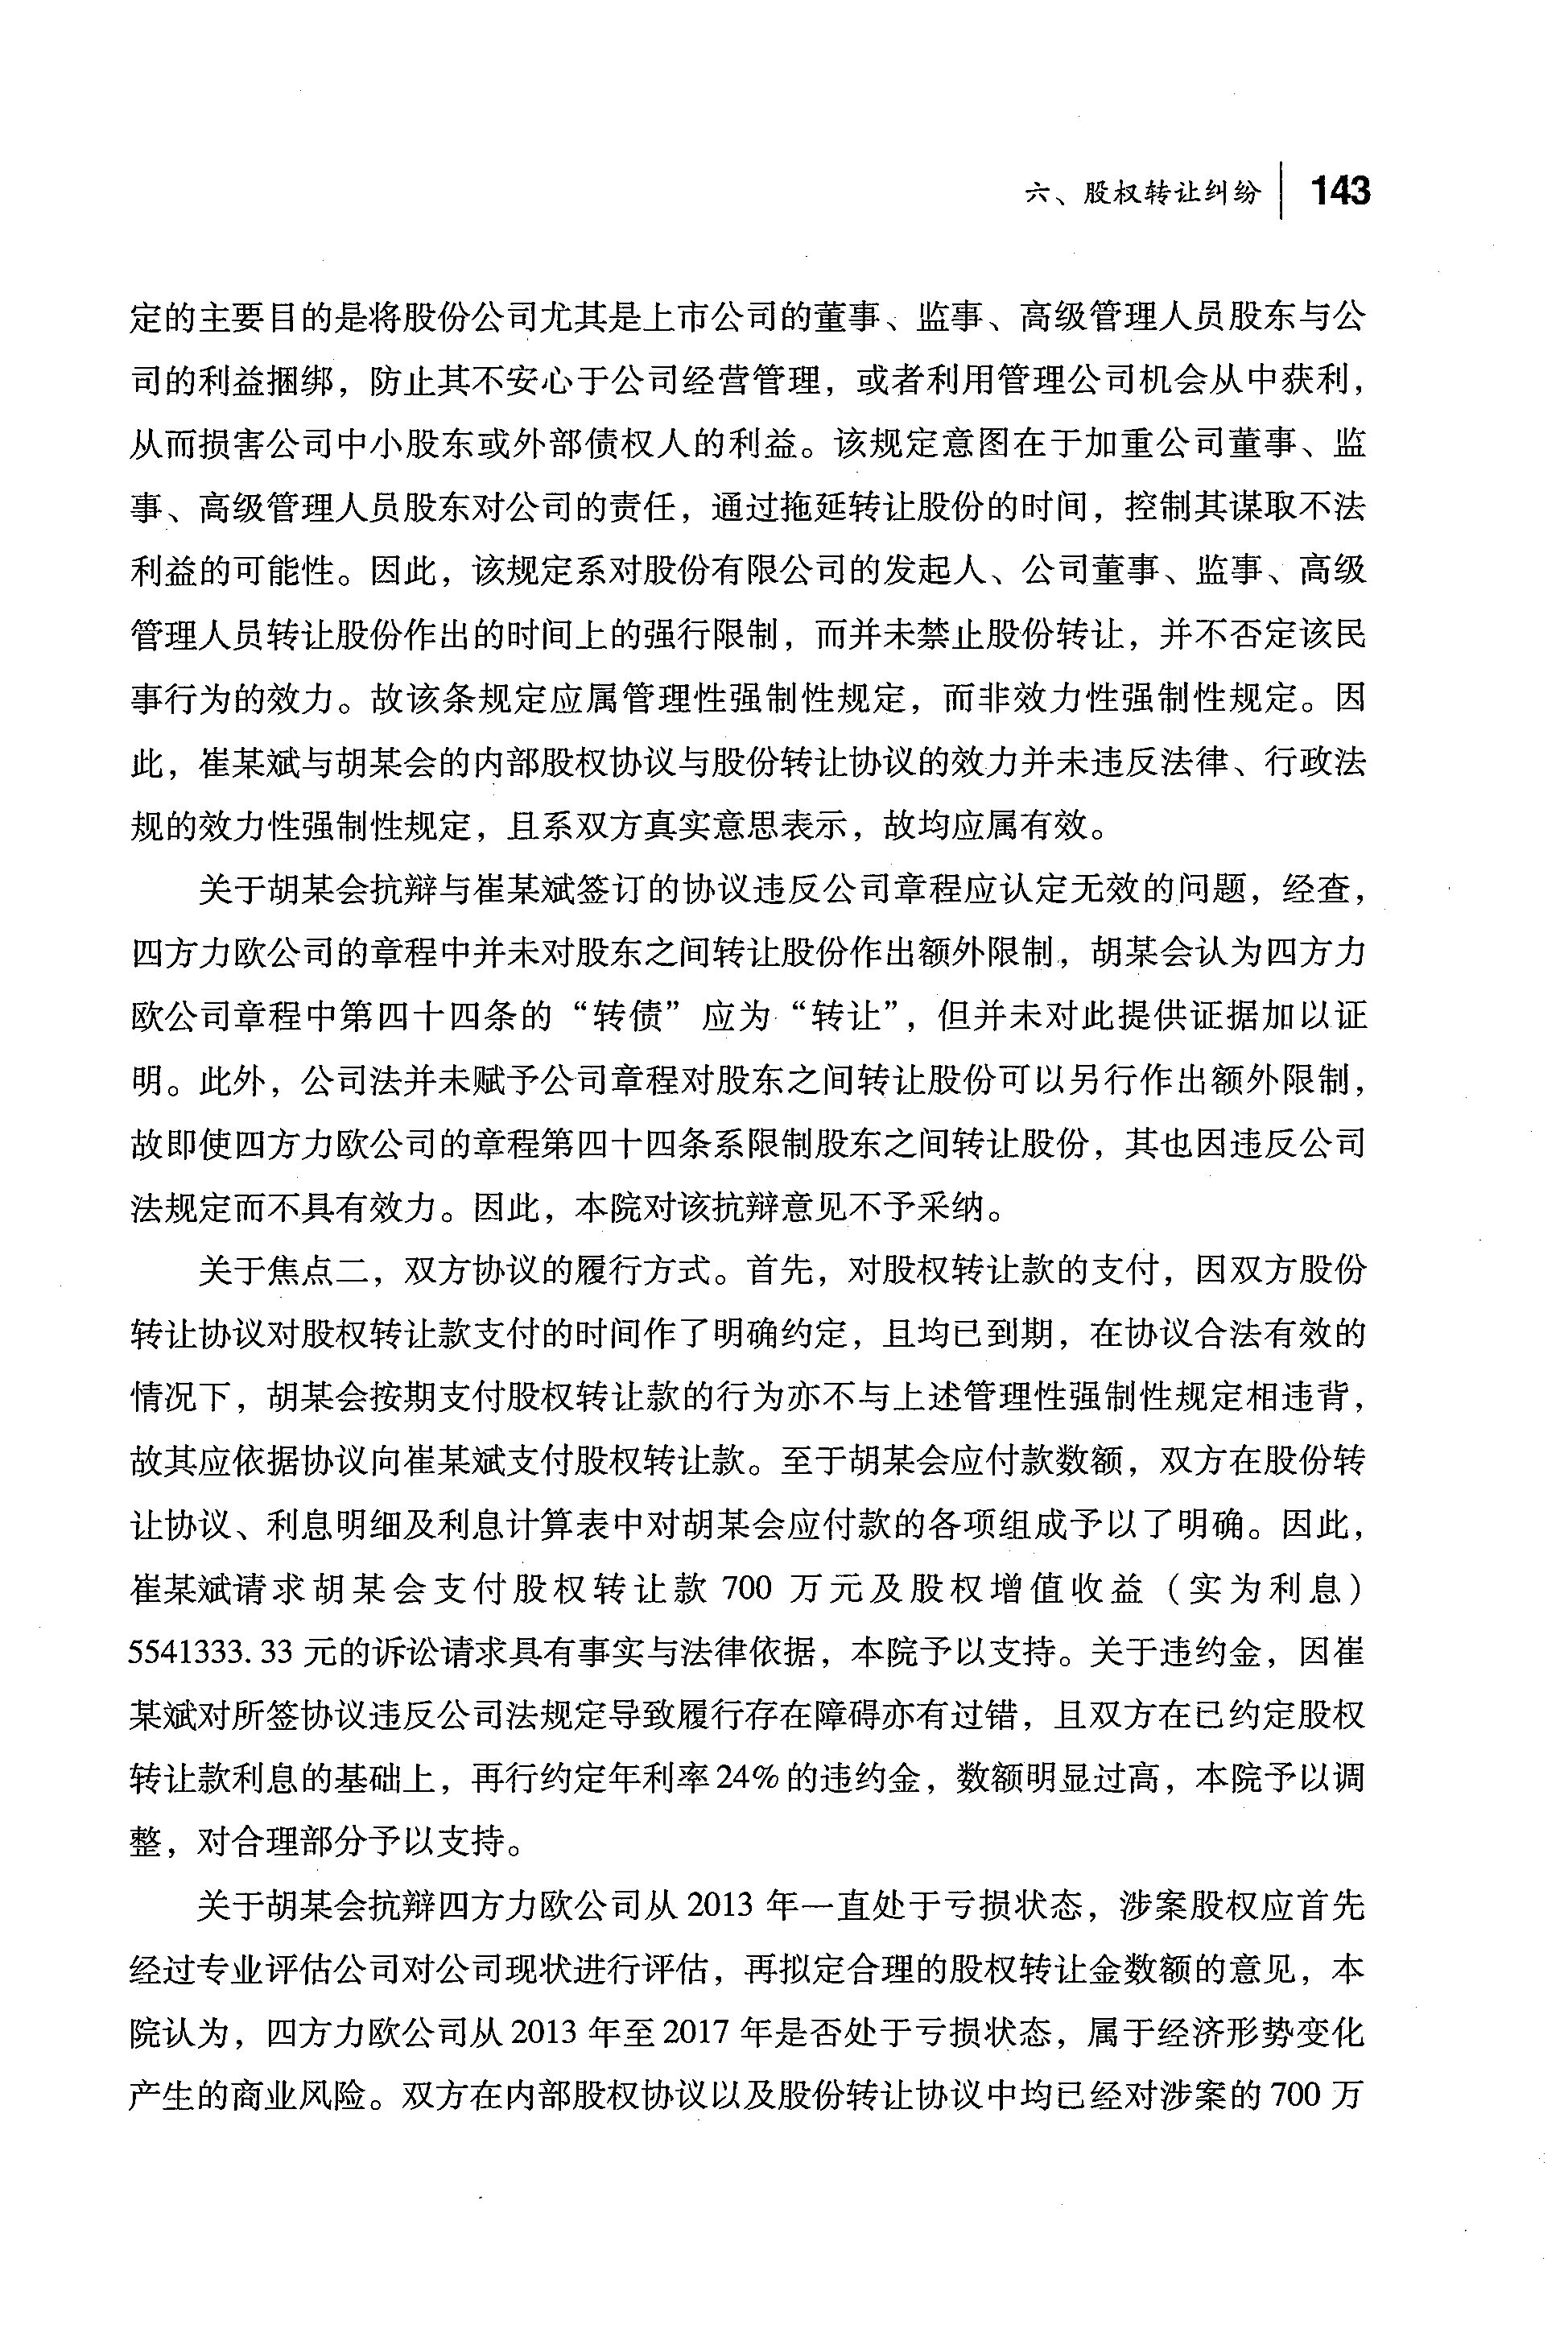 六、股权转让纠纷 143
定的主要目的是将股份公司尤其是上市公司的董事、监事、高级管理人员股东与公
司的利益捆绑，防止其不安心于公司经营管理，或者利用管理公司机会从中获利，
从而损害公司中小股东或外部债权人的利益。该规定意图在于加重公司董事、监
事、高级管理人员股东对公司的责任，通过拖延转让股份的时间，控制其谋取不法
利益的可能性。因此，该规定系对股份有限公司的发起人、公司董事、监事、高级
管理人员转让股份作出的时间上的强行限制，而并未禁止股份转让，并不否定该民
事行为的效力。故该条规定应属管理性强制性规定，而非效力性强制性规定。因
此，崔某斌与胡某会的内部股权协议与股份转让协议的效力并未违反法律、行政法
规的效力性强制性规定，且系双方真实意思表示，故均应属有效。
关于胡某会抗辩与崔某斌签订的协议违反公司章程应认定无效的问题，经查，
四方力欧公司的章程中并未对股东之间转让股份作出额外限制，胡某会认为四方力
欧公司章程中第四十四条的“转债”应为“转让”，但并未对此提供证据加以证
明。此外，公司法并未赋予公司章程对股东之间转让股份可以另行作出额外限制，
故即使四方力欧公司的章程第四十四条系限制股东之间转让股份，其也因违反公司
法规定而不具有效力。因此，本院对该抗辩意见不予采纳。
关于焦点二，双方协议的履行方式。首先，对股权转让款的支付，因双方股份
转让协议对股权转让款支付的时间作了明确约定，且均已到期，在协议合法有效的
情况下，胡某会按期支付股权转让款的行为亦不与上述管理性强制性规定相违背，
故其应依据协议向崔某斌支付股权转让款。至于胡某会应付款数额，双方在股份转
让协议、利息明细及利息计算表中对胡某会应付款的各项组成予以了明确。因此，
崔某斌请求胡某会支付股权转让款 700 万元及股权增值收益（实为利息）
5541333.33 元的诉讼请求具有事实与法律依据，本院予以支持。关于违约金，因崔
某斌对所签协议违反公司法规定导致履行存在障碍亦有过错，且双方在已约定股权
转让款利息的基础上，再行约定年利率24%的违约金，数额明显过高，本院予以调
整，对合理部分予以支持。
关于胡某会抗辩四方力欧公司从 2013 年一直处于亏损状态，涉案股权应首先
经过专业评估公司对公司现状进行评估，再拟定合理的股权转让金数额的意见，本
院认为，四方力欧公司从 2013 年至 2017 年是否处于亏损状态，属于经济形势变化
产生的商业风险。双方在内部股权协议以及股份转让协议中均已经对涉案的 700 万